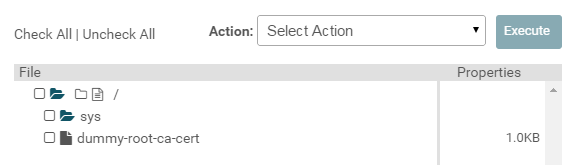 Check All | Uncheck All Action: Select Action Execute
File Properties
/
sys
dummy-root-ca-cert 1.0KB